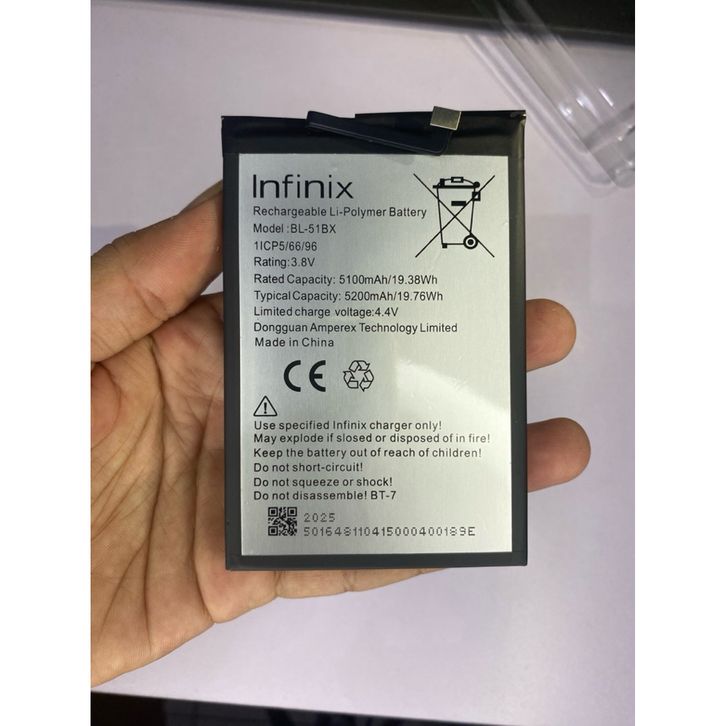 Infinix
Rechargeable Li-Polymer Battery
Model:BL-51BX
1ICP5/66/96
Rating:3.8V
Rated Capacity: 5100mAh/19.38Wh
Typical Capacity: 5200mAh/19.76Wh
Limited charge voltage:4.4V
Dongguan Amperex Technology Limited
Made in China
CE
Use specified Infinix charger only!
May explode if slosed or disposed of in fire!
Keep the battery out of reach of children!
Do not short-circuit!
Do not squeeze or shock!
Do not disassemble! BT-7
2025
501648110415000400189E